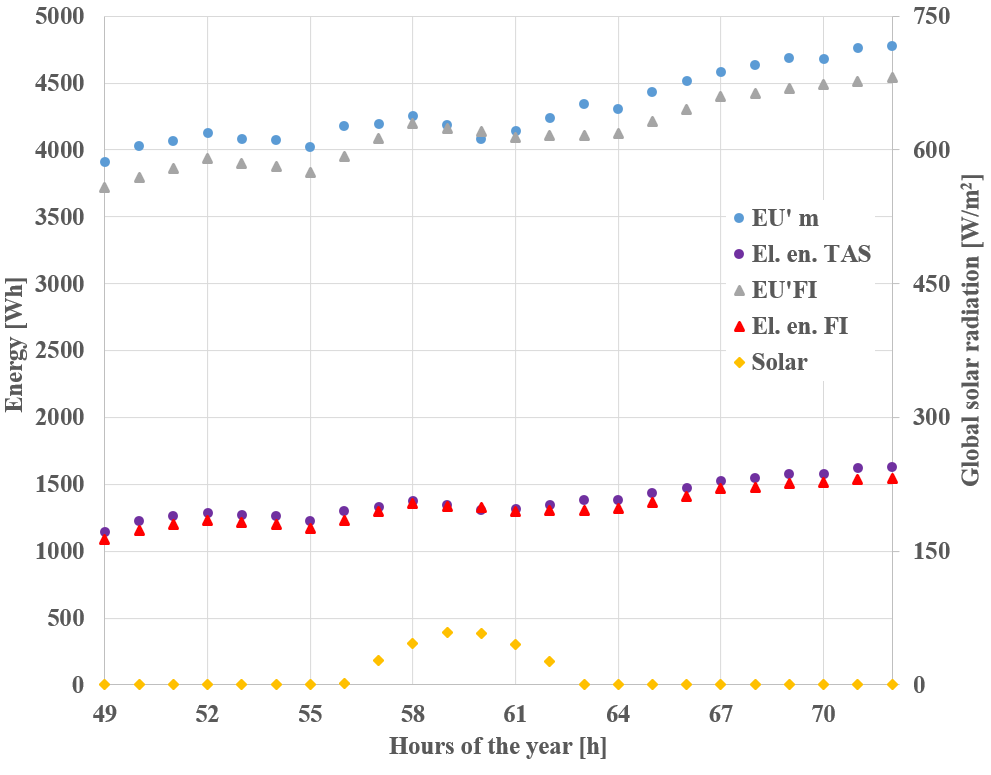 5000
4500
4000
3500
3000
2500
2000
1500
1000
500
0
Energy [Wh]
750
600
450
300
150
0
Global solar radiation [W/m²]
EU' m
El. en. TAS
EU'FI
El. en. FI
Solar
49 52 55 58 61 64 67 70
Hours of the year [h]